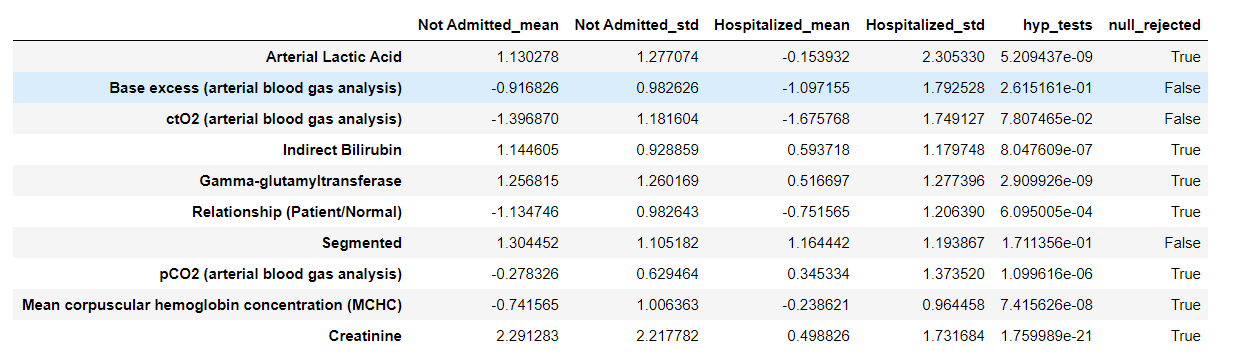 Not Admitted_mean Not Admitted_std Hospitalized_mean Hospitalized_std hyp_tests null_rejected
Arterial Lactic Acid 1.130278 1.277074 -0.153932 2.305330 5.209437e-09 True
Base excess (arterial blood gas analysis) -0.916826 0.982626 -1.097155 1.792528 2.615161e-01 False
ctO2 (arterial blood gas analysis) -1.396870 1.181604 -1.675768 1.749127 7.807465e-02 False
Indirect Bilirubin 1.144605 0.928859 0.593718 1.179748 8.047609e-07 True
Gamma-glutamyltransferase 1.256815 1.260169 0.516697 1.277396 2.909926e-09 True
Relationship (Patient/Normal) -1.134746 0.982643 -0.751565 1.206390 6.095005e-04 True
Segmented 1.304452 1.105182 1.164442 1.193867 1.711356e-01 False
pCO2 (arterial blood gas analysis) -0.278326 0.629464 0.345334 1.373520 1.099616e-06 True
Mean corpuscular hemoglobin concentration (MCHC) -0.741565 1.006363 -0.238621 0.964458 7.415626e-08 True
Creatinine 2.291283 2.217782 0.498826 1.731684 1.759989e-21 True